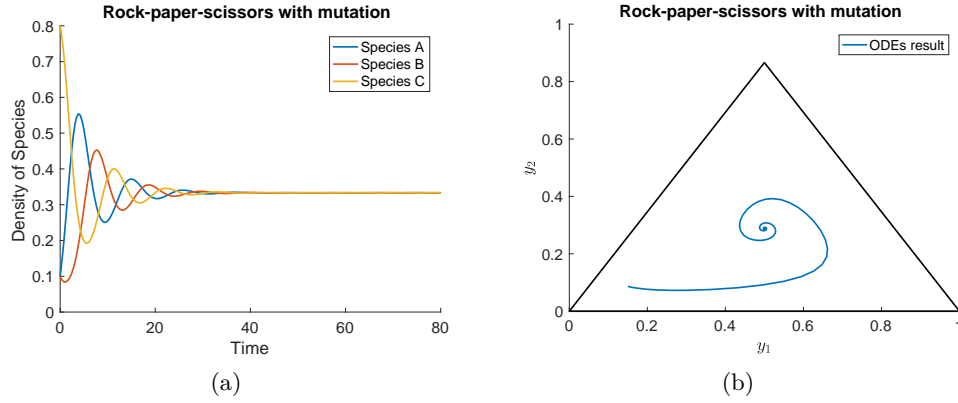 Rock-paper-scissors with mutation
0.8
0.7
0.6
0.5
0.4
0.3
0.2
0.1
0
Density of Species
Species A
Species B
Species C
0
20
40
60
80
Time
(a)
Rock-paper-scissors with mutation
1
0.8
0.6
0.4
0.2
0
y2
ODEs result
0
0.2
0.4
0.6
0.8
1
y1
(b)